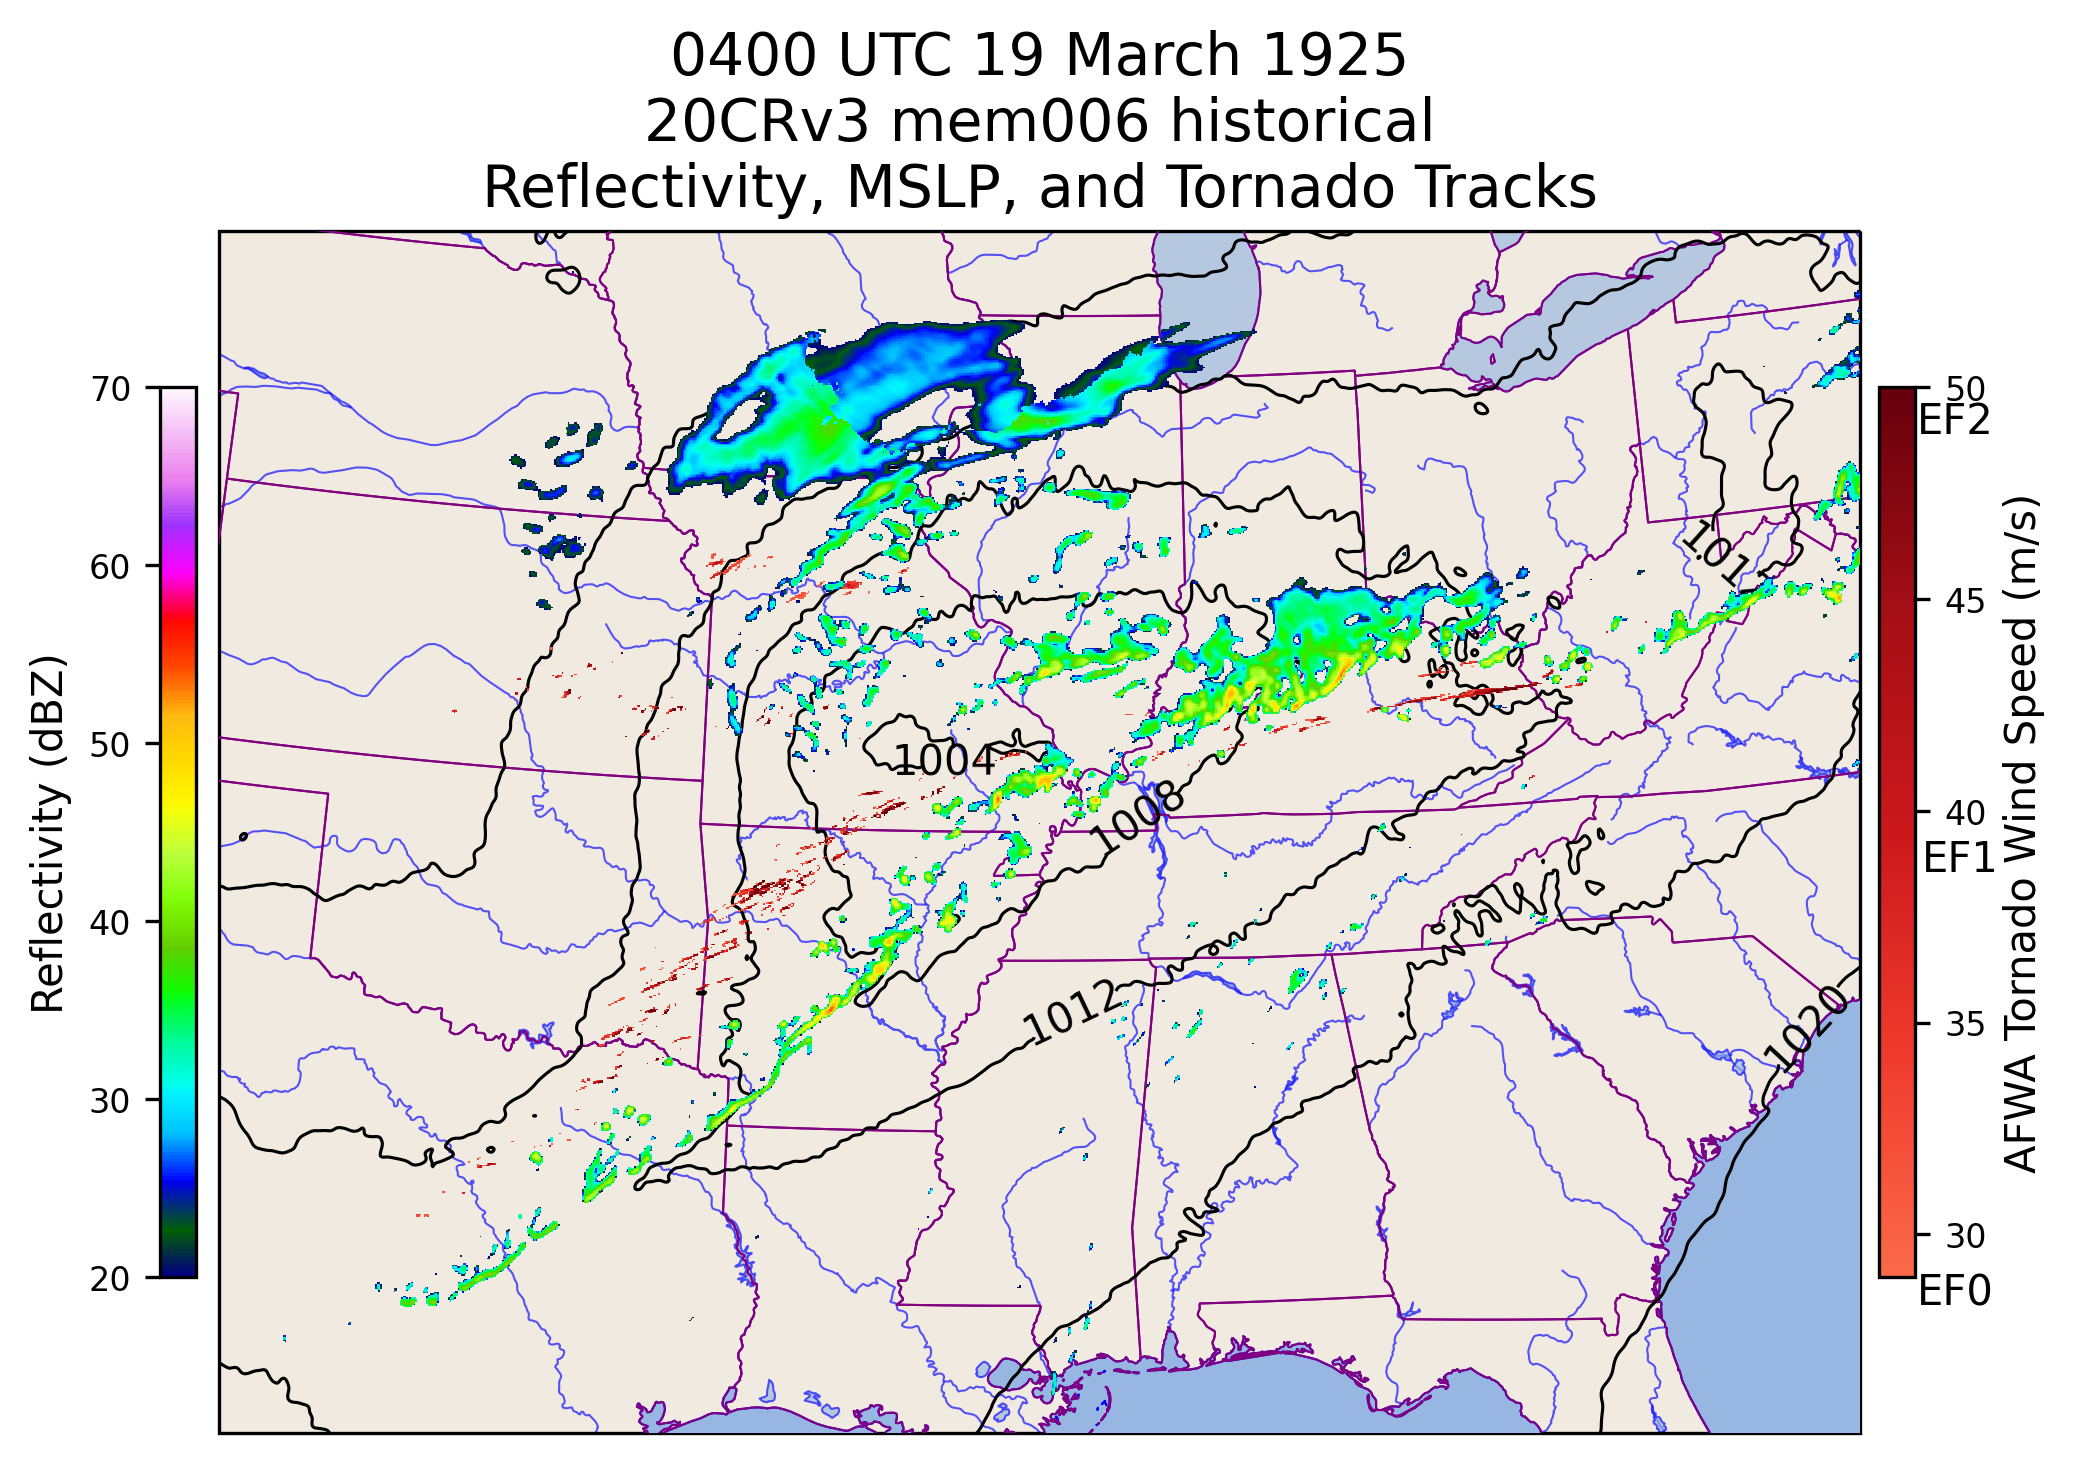 0400 UTC 19 March 1925
20CRv3 mem006 historical
Reflectivity, MSLP, and Tornado Tracks
Reflectivity (dBZ)
70
60
50
40
30
20
1004
1008
1012
1020
50
EF2
45
40
EF1
35
30
EF0
AFWA Tornado Wind Speed (m/s)